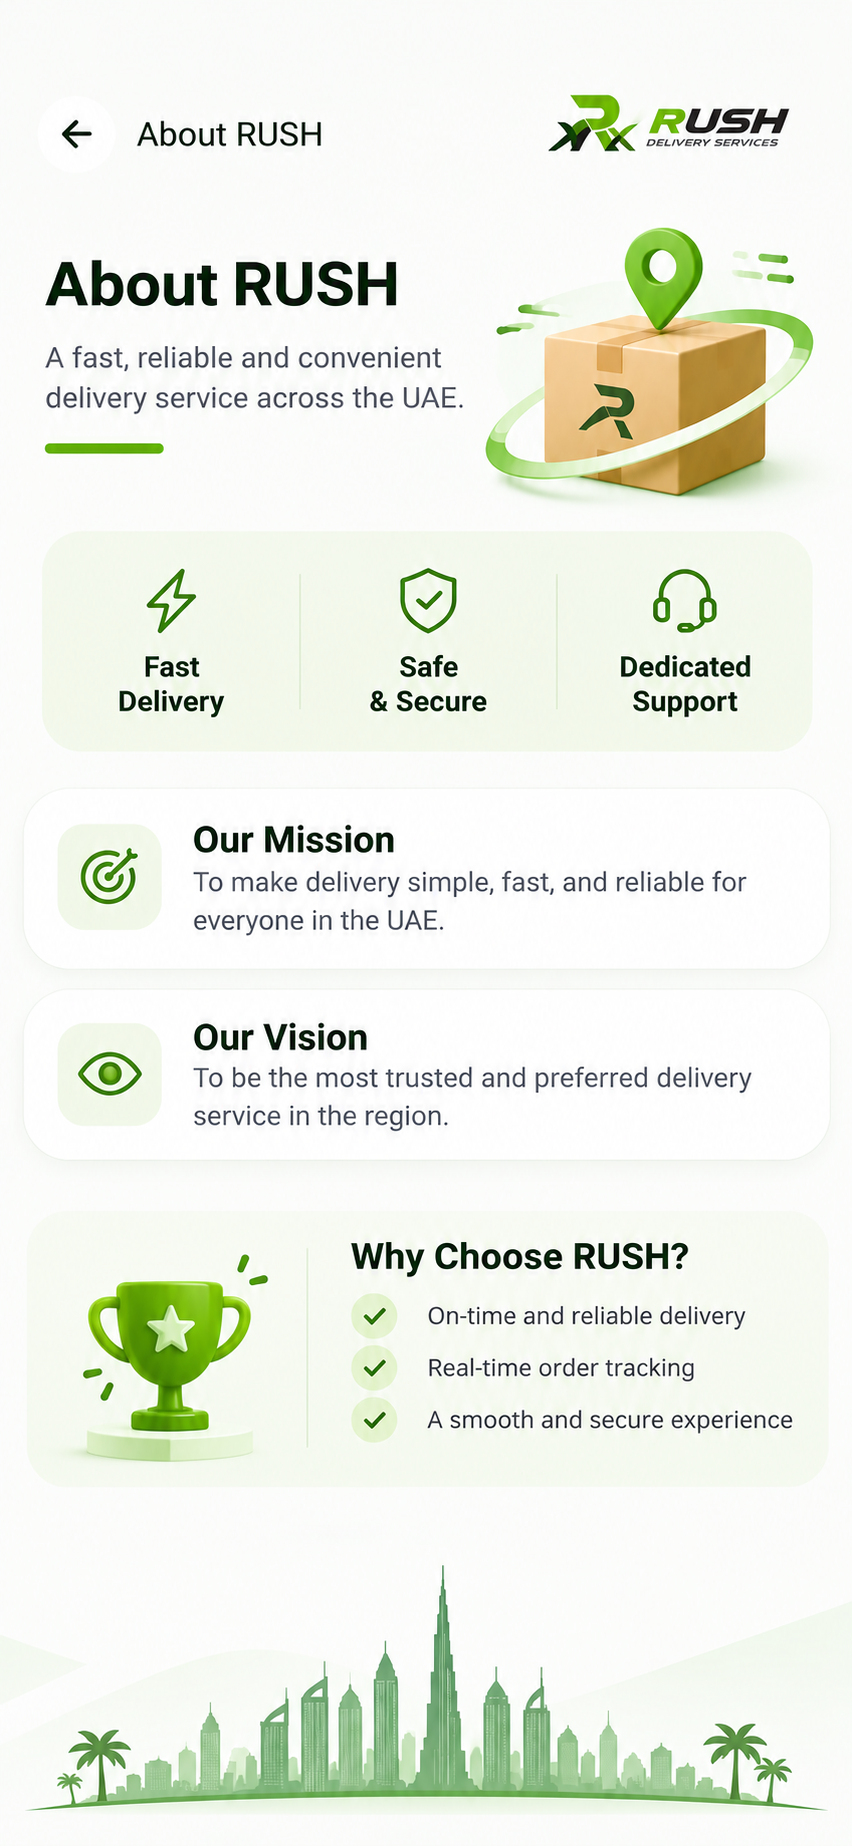 About RUSH
RUSH
DELIVERY SERVICES
About RUSH
A fast, reliable and convenient
delivery service across the UAE.
Fast
Delivery
Safe
& Secure
Dedicated
Support
Our Mission
To make delivery simple, fast, and reliable for
everyone in the UAE.
Our Vision
To be the most trusted and preferred delivery
service in the region.
Why Choose RUSH?
On-time and reliable delivery
Real-time order tracking
A smooth and secure experience